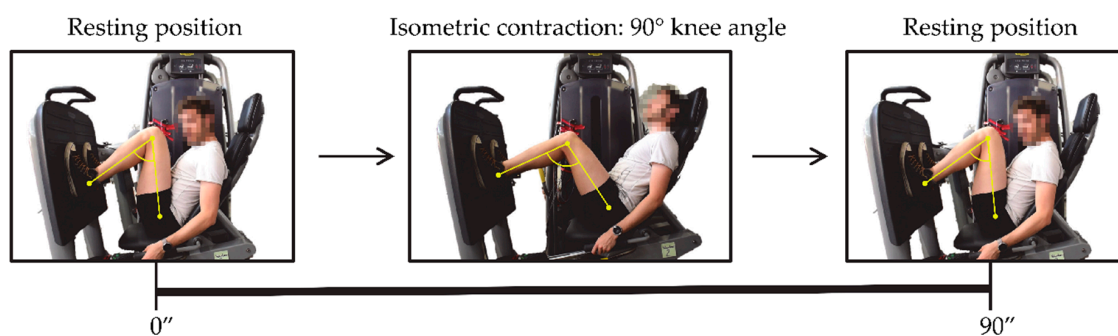 Resting position
Isometric contraction: 90° knee angle
Resting position
0″
90″